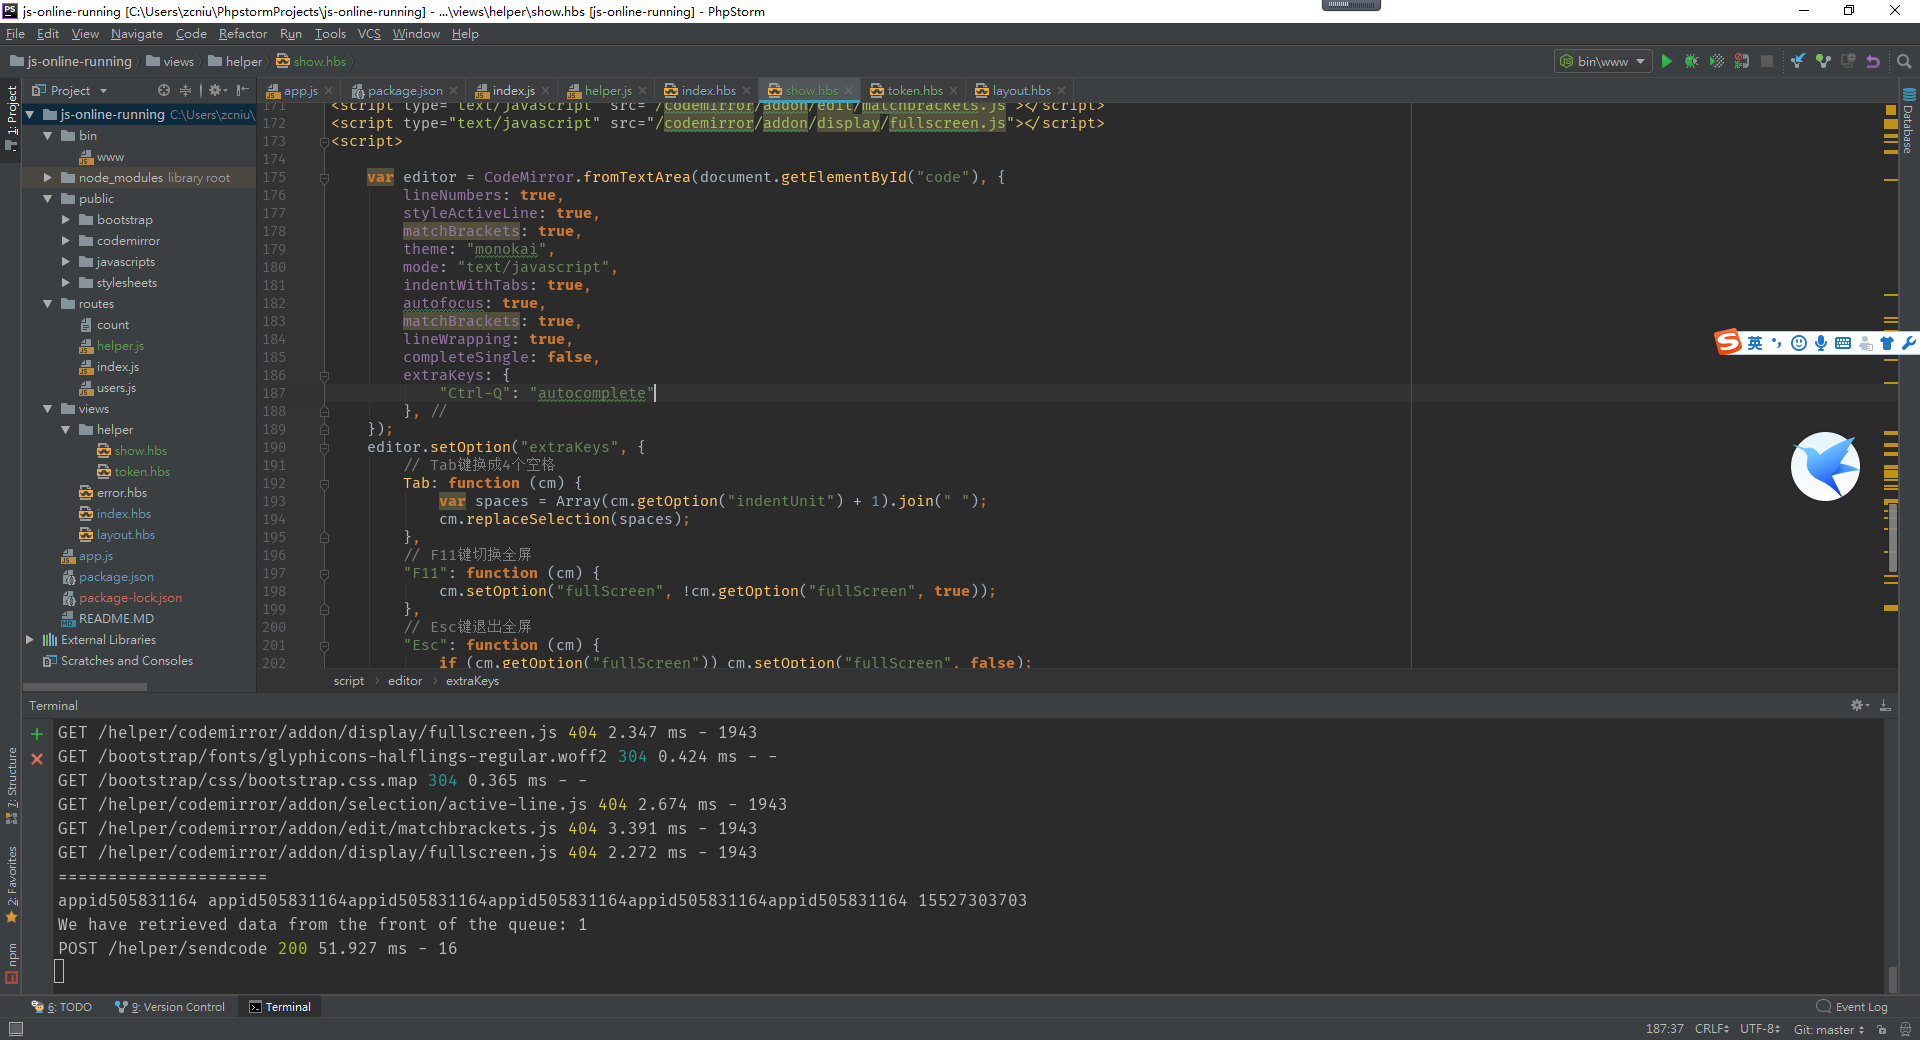 PS js-online-running [C:\Users\zcniu\PhpstormProjects\js-online-running] - ...\views\helper\show.hbs [js-online-running] - PhpStorm
File Edit View Navigate Code Refactor Run Tools VCS Window Help
js-online-running views helper show.hbs bin\www
Project app.js package.json index.js helper.js index.hbs show.hbs token.hbs layout.hbs
1: Project
Database
js-online-running C:\Users\zcniu\
bin
www
node_modules library root
public
bootstrap
codemirror
javascripts
stylesheets
routes
count
helper.js
index.js
users.js
views
helper
show.hbs
token.hbs
error.hbs
index.hbs
layout.hbs
app.js
package.json
package-lock.json
README.MD
External Libraries
Scratches and Consoles
171 <script type="text/javascript" src="/codemirror/addon/edit/matchbrackets.js"></script>
172 <script type="text/javascript" src="/codemirror/addon/display/fullscreen.js"></script>
173 <script>
174
175 var editor = CodeMirror.fromTextArea(document.getElementById("code"), {
176 lineNumbers: true,
177 styleActiveLine: true,
178 matchBrackets: true,
179 theme: "monokai",
180 mode: "text/javascript",
181 indentWithTabs: true,
182 autofocus: true,
183 matchBrackets: true,
184 lineWrapping: true,
185 completeSingle: false,
186 extraKeys: {
187 "Ctrl-Q": "autocomplete"
188 }, //
189 });
190 editor.setOption("extraKeys", {
191 // Tab键换成4个空格
192 Tab: function (cm) {
193 var spaces = Array(cm.getOption("indentUnit") + 1).join(" ");
194 cm.replaceSelection(spaces);
195 },
196 // F11键切换全屏
197 "F11": function (cm) {
198 cm.setOption("fullScreen", !cm.getOption("fullScreen", true));
199 },
200 // Esc键退出全屏
201 "Esc": function (cm) {
202 if (cm.getOption("fullScreen")) cm.setOption("fullScreen", false);
英
script editor extraKeys
Terminal
GET /helper/codemirror/addon/display/fullscreen.js 404 2.347 ms - 1943
GET /bootstrap/fonts/glyphicons-halflings-regular.woff2 304 0.424 ms - -
GET /bootstrap/css/bootstrap.css.map 304 0.365 ms - -
GET /helper/codemirror/addon/selection/active-line.js 404 2.674 ms - 1943
GET /helper/codemirror/addon/edit/matchbrackets.js 404 3.391 ms - 1943
GET /helper/codemirror/addon/display/fullscreen.js 404 2.272 ms - 1943
=====================
appid505831164 appid505831164appid505831164appid505831164appid505831164appid505831164 15527303703
We have retrieved data from the front of the queue: 1
POST /helper/sendcode 200 51.927 ms - 16
7: Structure
2: Favorites
npm
6: TODO 9: Version Control Terminal Event Log
187:37 CRLF UTF-8 Git: master